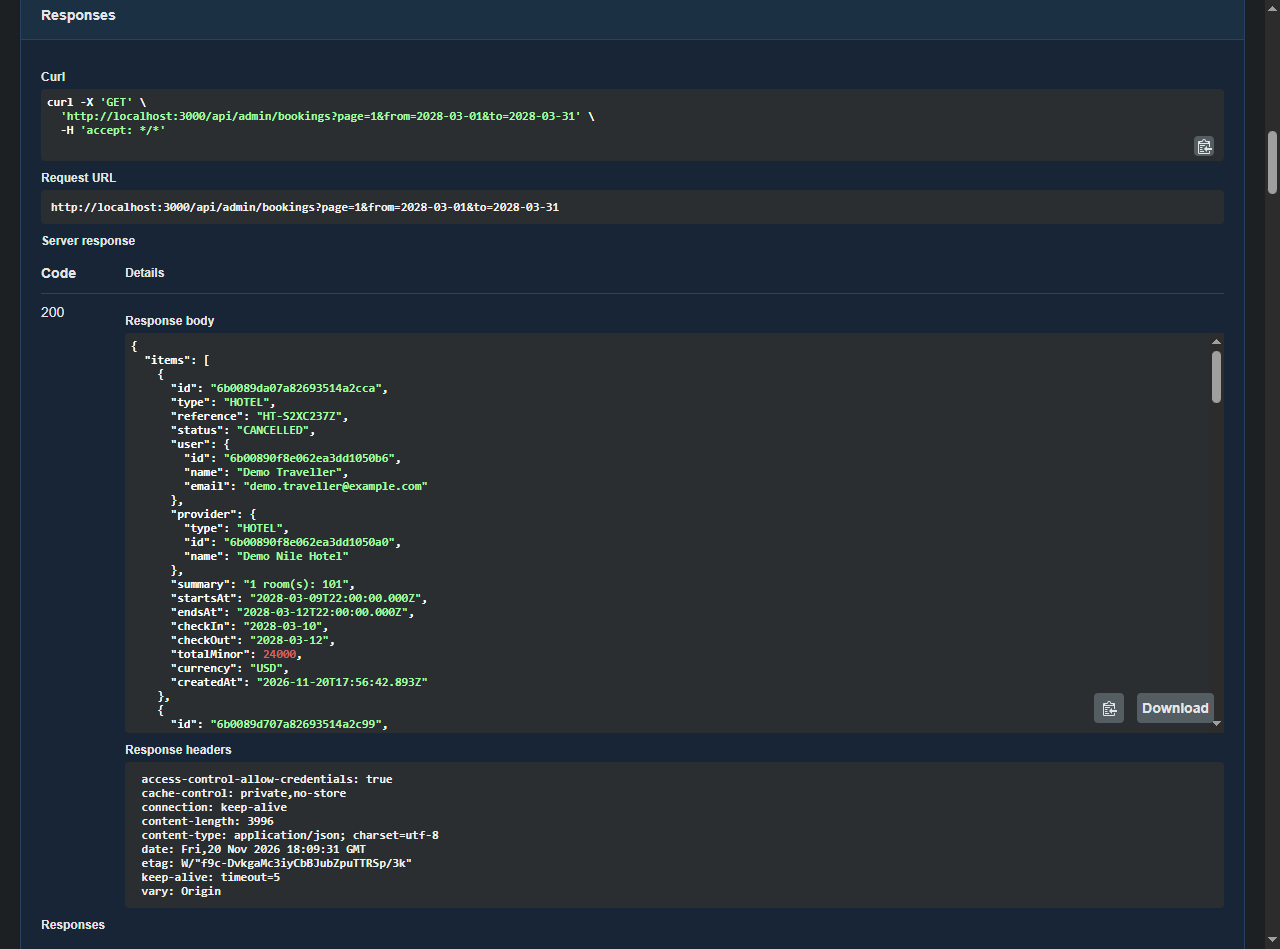 Responses
Curl
curl -X 'GET' \
  'http://localhost:3000/api/admin/bookings?page=1&from=2028-03-01&to=2028-03-31' \
  -H 'accept: */*'
Request URL
http://localhost:3000/api/admin/bookings?page=1&from=2028-03-01&to=2028-03-31
Server response
Code Details
200
Response body
{
  "items": [
    {
      "id": "6b0089da07a82693514a2cca",
      "type": "HOTEL",
      "reference": "HT-S2XC237Z",
      "status": "CANCELLED",
      "user": {
        "id": "6b00890f8e062ea3dd1050b6",
        "name": "Demo Traveller",
        "email": "demo.traveller@example.com"
      },
      "provider": {
        "type": "HOTEL",
        "id": "6b00890f8e062ea3dd1050a0",
        "name": "Demo Nile Hotel"
      },
      "summary": "1 room(s): 101",
      "startsAt": "2028-03-09T22:00:00.000Z",
      "endsAt": "2028-03-12T22:00:00.000Z",
      "checkIn": "2028-03-10",
      "checkOut": "2028-03-12",
      "totalMinor": 24000,
      "currency": "USD",
      "createdAt": "2026-11-20T17:56:42.893Z"
    },
    {
      "id": "6b0089d707a82693514a2c99",
Download
Response headers
access-control-allow-credentials: true
cache-control: private,no-store
connection: keep-alive
content-length: 3996
content-type: application/json; charset=utf-8
date: Fri,20 Nov 2026 18:09:31 GMT
etag: W/"f9c-DvkgaMc3iyCbBJubZpuTTRSp/3k"
keep-alive: timeout=5
vary: Origin
Responses